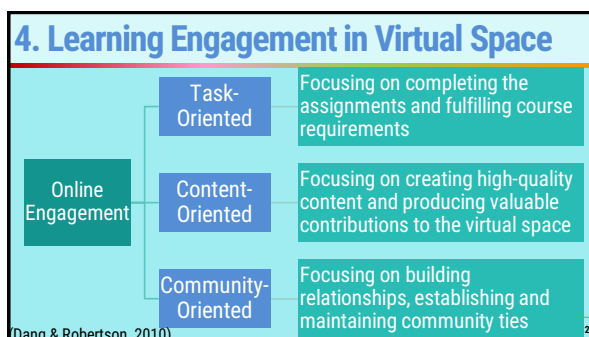 4. Learning Engagement in Virtual Space
Task-
Oriented
Focusing on completing the
assignments and fulfilling course
requirements
Online
Engagement
Content-
Oriented
Focusing on creating high-quality
content and producing valuable
contributions to the virtual space
Community-
Oriented
Focusing on building
relationships, establishing and
maintaining community ties
(Dang & Robertson, 2010)
2